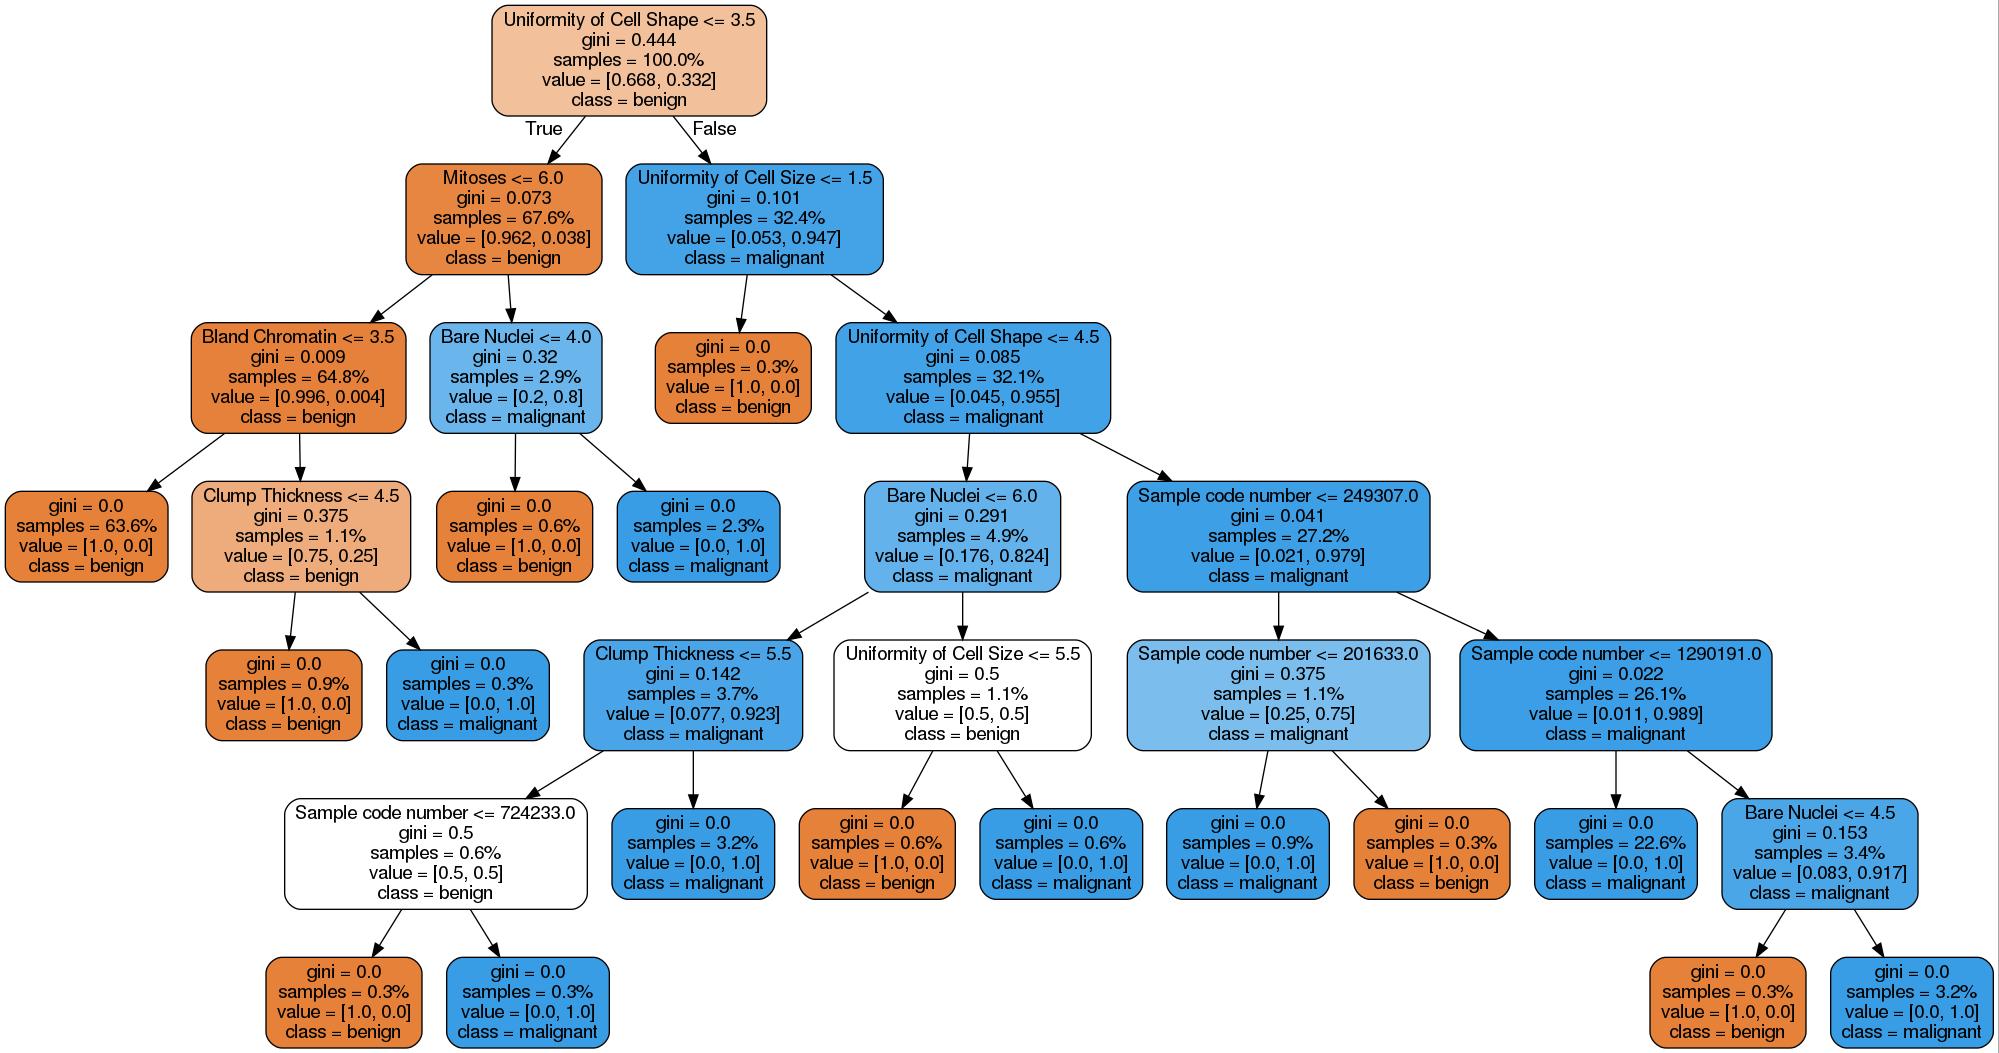 Uniformity of Cell Shape <= 3.5
gini = 0.444
samples = 100.0%
value = [0.668, 0.332]
class = benign
True
False
Mitoses <= 6.0
gini = 0.073
samples = 67.6%
value = [0.962, 0.038]
class = benign
Uniformity of Cell Size <= 1.5
gini = 0.101
samples = 32.4%
value = [0.053, 0.947]
class = malignant
Bland Chromatin <= 3.5
gini = 0.009
samples = 64.8%
value = [0.996, 0.004]
class = benign
Bare Nuclei <= 4.0
gini = 0.32
samples = 2.9%
value = [0.2, 0.8]
class = malignant
gini = 0.0
samples = 0.3%
value = [1.0, 0.0]
class = benign
Uniformity of Cell Shape <= 4.5
gini = 0.085
samples = 32.1%
value = [0.045, 0.955]
class = malignant
gini = 0.0
samples = 63.6%
value = [1.0, 0.0]
class = benign
Clump Thickness <= 4.5
gini = 0.375
samples = 1.1%
value = [0.75, 0.25]
class = benign
gini = 0.0
samples = 0.6%
value = [1.0, 0.0]
class = benign
gini = 0.0
samples = 2.3%
value = [0.0, 1.0]
class = malignant
Bare Nuclei <= 6.0
gini = 0.291
samples = 4.9%
value = [0.176, 0.824]
class = malignant
Sample code number <= 249307.0
gini = 0.041
samples = 27.2%
value = [0.021, 0.979]
class = malignant
gini = 0.0
samples = 0.9%
value = [1.0, 0.0]
class = benign
gini = 0.0
samples = 0.3%
value = [0.0, 1.0]
class = malignant
Clump Thickness <= 5.5
gini = 0.142
samples = 3.7%
value = [0.077, 0.923]
class = malignant
Uniformity of Cell Size <= 5.5
gini = 0.5
samples = 1.1%
value = [0.5, 0.5]
class = benign
Sample code number <= 201633.0
gini = 0.375
samples = 1.1%
value = [0.25, 0.75]
class = malignant
Sample code number <= 1290191.0
gini = 0.022
samples = 26.1%
value = [0.011, 0.989]
class = malignant
Sample code number <= 724233.0
gini = 0.5
samples = 0.6%
value = [0.5, 0.5]
class = benign
gini = 0.0
samples = 3.2%
value = [0.0, 1.0]
class = malignant
gini = 0.0
samples = 0.6%
value = [1.0, 0.0]
class = benign
gini = 0.0
samples = 0.6%
value = [0.0, 1.0]
class = malignant
gini = 0.0
samples = 0.9%
value = [0.0, 1.0]
class = malignant
gini = 0.0
samples = 0.3%
value = [1.0, 0.0]
class = benign
gini = 0.0
samples = 22.6%
value = [0.0, 1.0]
class = malignant
Bare Nuclei <= 4.5
gini = 0.153
samples = 3.4%
value = [0.083, 0.917]
class = malignant
gini = 0.0
samples = 0.3%
value = [1.0, 0.0]
class = benign
gini = 0.0
samples = 0.3%
value = [0.0, 1.0]
class = malignant
gini = 0.0
samples = 0.3%
value = [1.0, 0.0]
class = benign
gini = 0.0
samples = 3.2%
value = [0.0, 1.0]
class = malignant